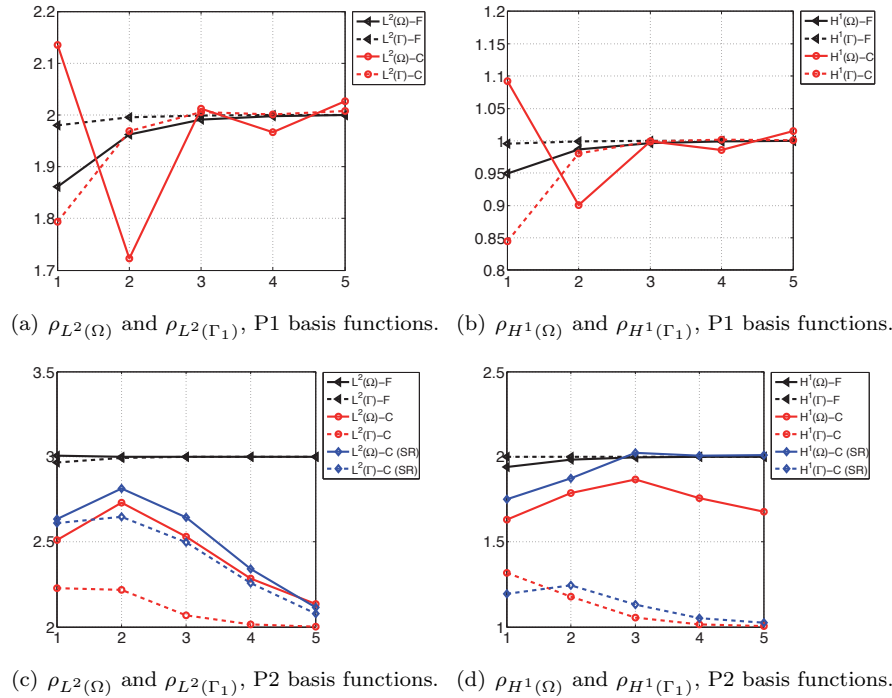 2.2
2.1
2
1.9
1.8
1.7
1 2 3 4 5
L²(Ω)−F
L²(Γ)−F
L²(Ω)−C
L²(Γ)−C
(a) ρ_{L²(Ω)} and ρ_{L²(Γ₁)}, P1 basis functions.
1.2
1.15
1.1
1.05
1
0.95
0.9
0.85
0.8
1 2 3 4 5
H¹(Ω)−F
H¹(Γ)−F
H¹(Ω)−C
H¹(Γ)−C
(b) ρ_{H¹(Ω)} and ρ_{H¹(Γ₁)}, P1 basis functions.
3.5
3
2.5
2
1 2 3 4 5
L²(Ω)−F
L²(Γ)−F
L²(Ω)−C
L²(Γ)−C
L²(Ω)−C (SR)
L²(Γ)−C (SR)
(c) ρ_{L²(Ω)} and ρ_{L²(Γ₁)}, P2 basis functions.
2.5
2
1.5
1
1 2 3 4 5
H¹(Ω)−F
H¹(Γ)−F
H¹(Ω)−C
H¹(Γ)−C
H¹(Ω)−C (SR)
H¹(Γ)−C (SR)
(d) ρ_{H¹(Ω)} and ρ_{H¹(Γ₁)}, P2 basis functions.